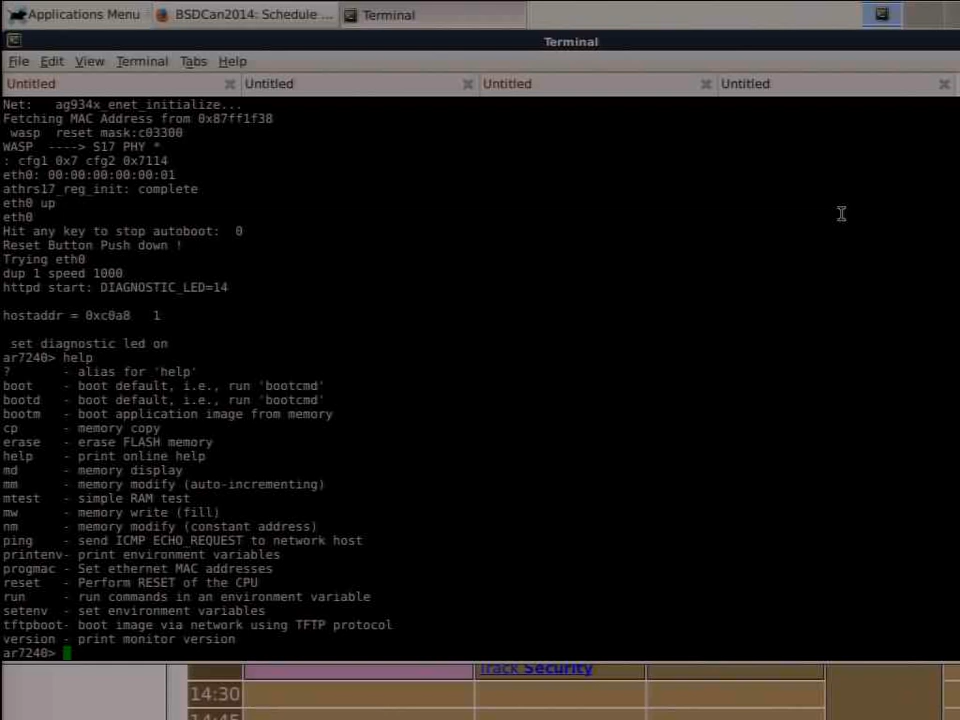 Applications Menu
BSDCan2014: Schedule ...
Terminal
Terminal
File Edit View Terminal Tabs Help
Untitled Untitled Untitled Untitled
Net:   ag934x_enet_initialize...
Fetching MAC Address from 0x87ff1f38
 wasp  reset mask:c03300
WASP  ----> S17 PHY *
: cfg1 0x7 cfg2 0x7114
eth0: 00:00:00:00:00:01
athrs17_reg_init: complete
eth0 up
eth0
Hit any key to stop autoboot:  0
Reset Button Push down !
Trying eth0
dup 1 speed 1000
httpd start: DIAGNOSTIC_LED=14
hostaddr = 0xc0a8   1
 set diagnostic led on
ar7240> help
?       - alias for 'help'
boot    - boot default, i.e., run 'bootcmd'
bootd   - boot default, i.e., run 'bootcmd'
bootm   - boot application image from memory
cp      - memory copy
erase   - erase FLASH memory
help    - print online help
md      - memory display
mm      - memory modify (auto-incrementing)
mtest   - simple RAM test
mw      - memory write (fill)
nm      - memory modify (constant address)
ping    - send ICMP ECHO_REQUEST to network host
printenv- print environment variables
progmac - Set ethernet MAC addresses
reset   - Perform RESET of the CPU
run     - run commands in an environment variable
setenv  - set environment variables
tftpboot- boot image via network using TFTP protocol
version - print monitor version
ar7240>
Track Security
14:30
14:45